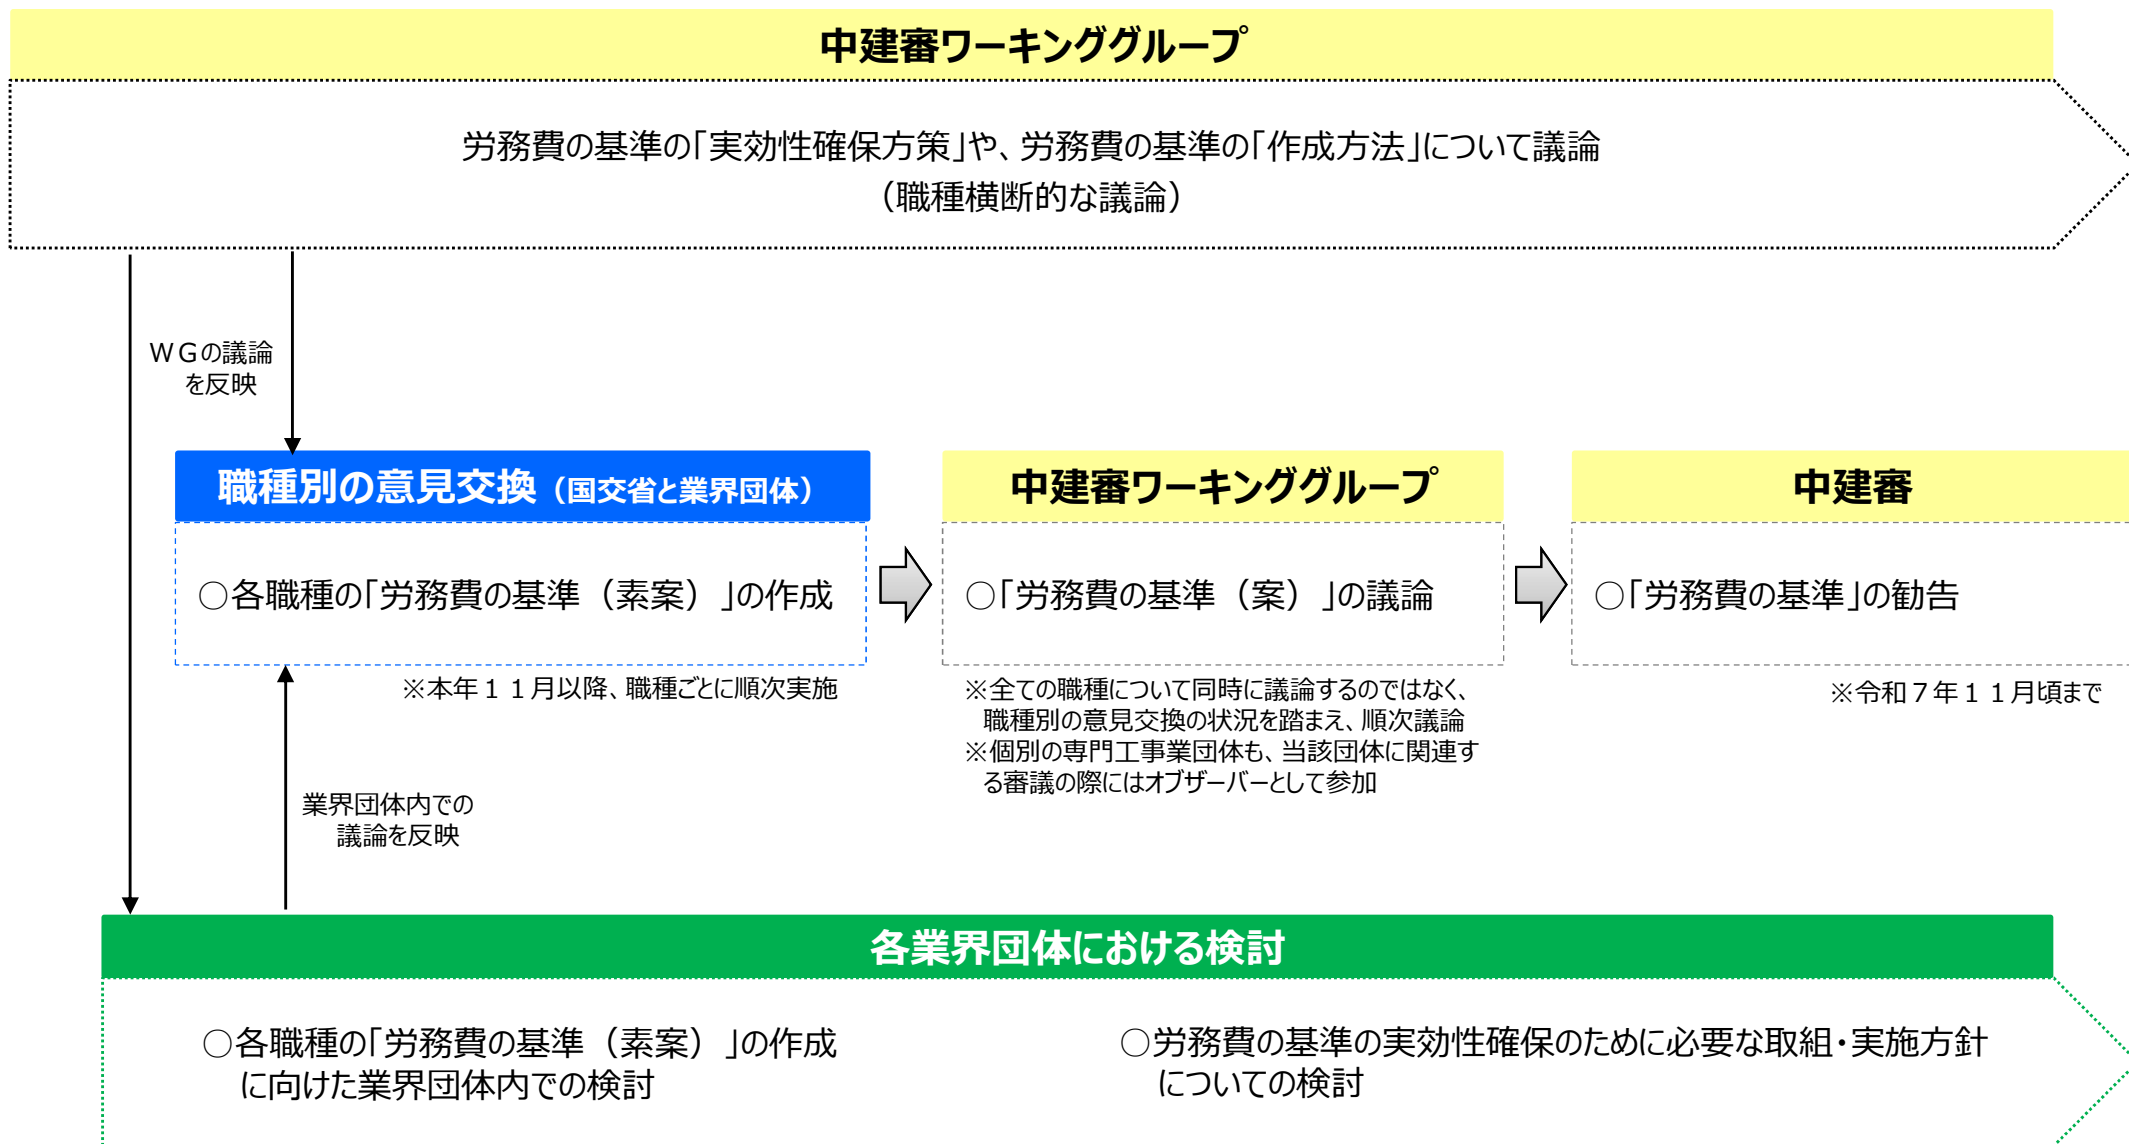 中建審ワーキンググループ
労務費の基準の「実効性確保方策」や、労務費の基準の「作成方法」について議論
（職種横断的な議論）
ＷＧの議論
を反映
職種別の意見交換（国交省と業界団体）
○各職種の「労務費の基準（素案）」の作成
※本年１１月以降、職種ごとに順次実施
中建審ワーキンググループ
○「労務費の基準（案）」の議論
※全ての職種について同時に議論するのではなく、
職種別の意見交換の状況を踏まえ、順次議論
※個別の専門工事業団体も、当該団体に関連す
る審議の際にはオブザーバーとして参加
中建審
○「労務費の基準」の勧告
※令和７年１１月頃まで
業界団体内での
議論を反映
各業界団体における検討
○各職種の「労務費の基準（素案）」の作成
に向けた業界団体内での検討
○労務費の基準の実効性確保のために必要な取組・実施方針
についての検討